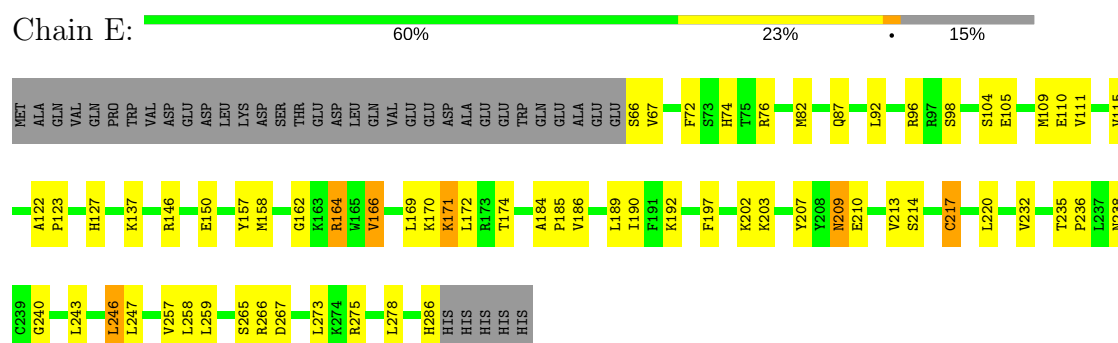 Chain E:
60% 23% • 15%
MET ALA GLN VAL GLN PRO TRP VAL ASP GLU ASP LEU LYS ASP SER THR GLU ASP LEU GLN VAL GLU GLU ASP ALA GLU GLU TRP GLN GLU ALA GLU GLU S66 V67 F72 S73 H74 T75 R76 M82 Q87 L92 R96 R97 S98 S104 E105 M109 E110 V111 V115
A122 P123 H127 K137 R146 E150 Y157 M158 G162 K163 R164 W165 V166 L169 K170 K171 L172 R173 T174 A184 P185 V186 L189 I190 F191 K192 F197 K202 K203 Y207 Y208 N209 E210 V213 S214 C217 L220 V232 T235 P236 L237 N238
C239 G240 L243 L246 L247 V257 L258 L259 S265 R266 D267 L273 K274 R275 L278 H286 HIS HIS HIS HIS HIS